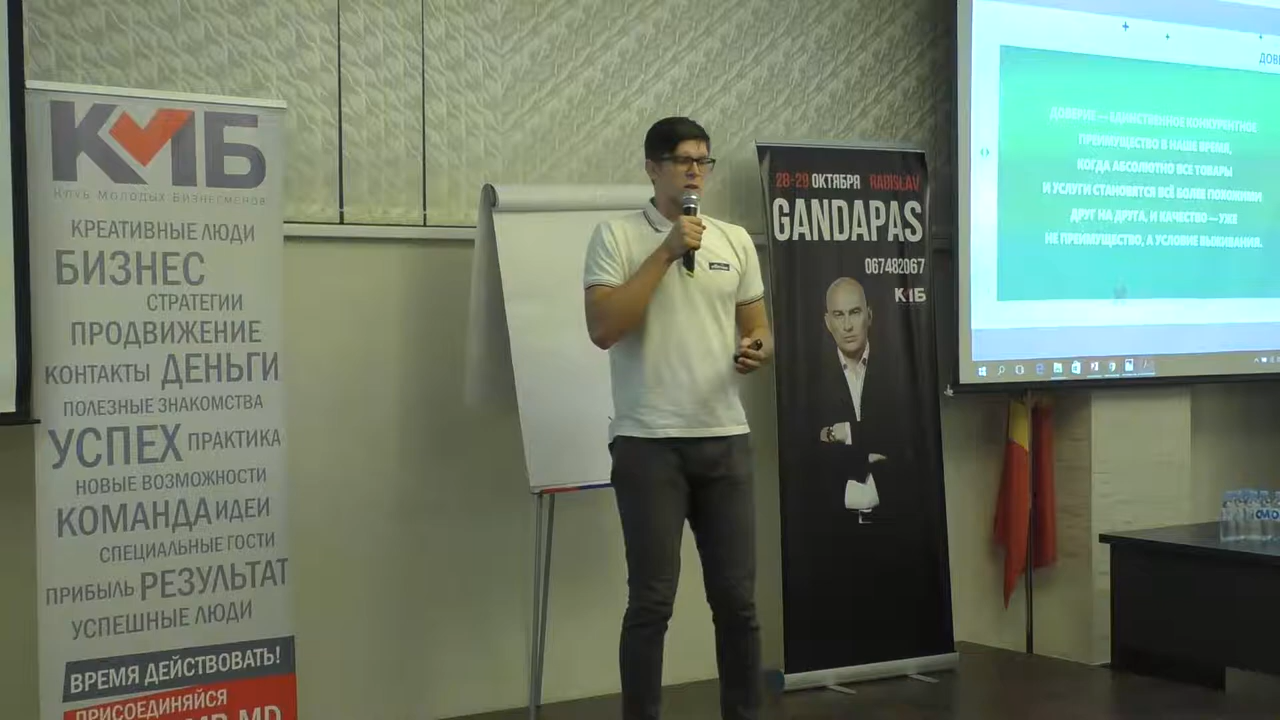 КМБ
Клуб Молодых Бизнесменов
КРЕАТИВНЫЕ ЛЮДИ
БИЗНЕС
СТРАТЕГИИ
ПРОДВИЖЕНИЕ
КОНТАКТЫ ДЕНЬГИ
ПОЛЕЗНЫЕ ЗНАКОМСТВА
УСПЕХ ПРАКТИКА
НОВЫЕ ВОЗМОЖНОСТИ
КОМАНДА ИДЕИ
СПЕЦИАЛЬНЫЕ ГОСТИ
ПРИБЫЛЬ РЕЗУЛЬТАТ
УСПЕШНЫЕ ЛЮДИ
ВРЕМЯ ДЕЙСТВОВАТЬ!
ПРИСОЕДИНЯЙСЯ
28-29 ОКТЯБРЯ RADISLAV
GANDAPAS
067482067
КМБ
ДОВЕРИЕ — ЕДИНСТВЕННОЕ КОНКУРЕНТНОЕ
ПРЕИМУЩЕСТВО В НАШЕ ВРЕМЯ,
КОГДА АБСОЛЮТНО ВСЕ ТОВАРЫ
И УСЛУГИ СТАНОВЯТСЯ ВСЁ БОЛЕЕ ПОХОЖИМИ
ДРУГ НА ДРУГА, И КАЧЕСТВО — УЖЕ
НЕ ПРЕИМУЩЕСТВО, А УСЛОВИЕ ВЫЖИВАНИЯ.